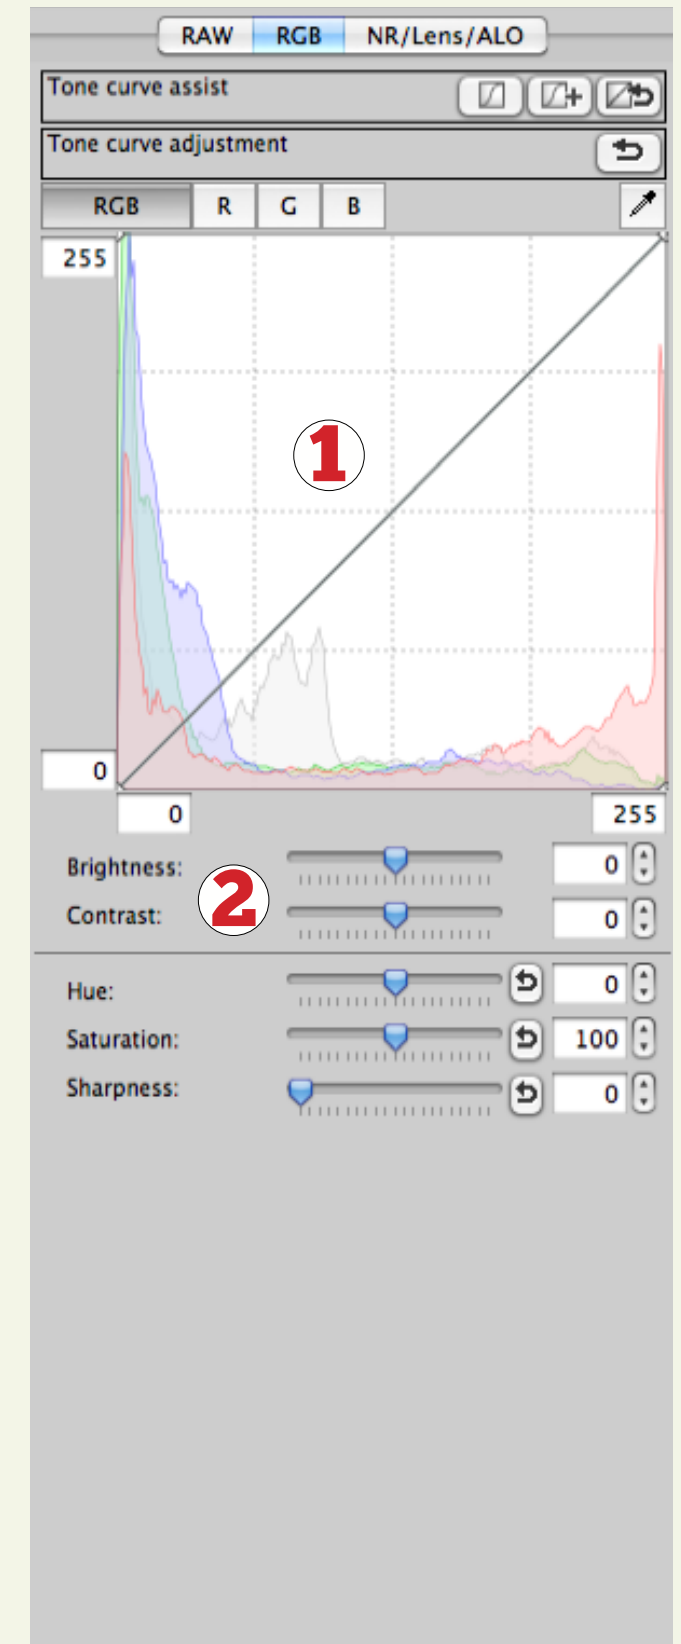 RAW RGB NR/Lens/ALO
Tone curve assist
Tone curve adjustment
RGB R G B
255
1
0
0 255
Brightness: 0
2
Contrast: 0
Hue: 0
Saturation: 100
Sharpness: 0